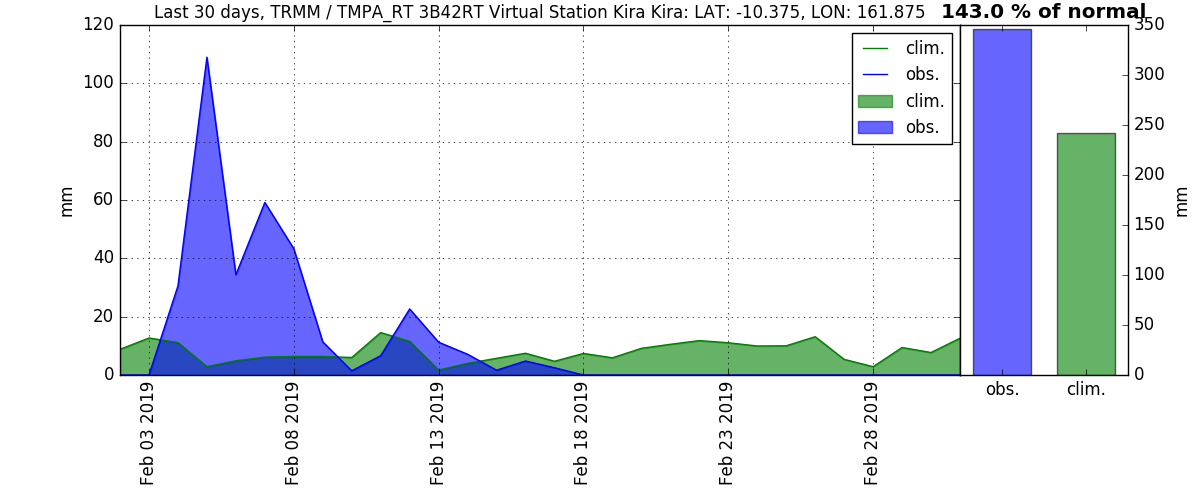 Last 30 days, TRMM / TMPA_RT 3B42RT Virtual Station Kira Kira: LAT: -10.375, LON: 161.875
143.0 % of normal
120
100
80
60
40
20
0
mm
clim.
obs.
clim.
obs.
Feb 03 2019
Feb 08 2019
Feb 13 2019
Feb 18 2019
Feb 23 2019
Feb 28 2019
350
300
250
200
150
100
50
0
mm
obs.
clim.